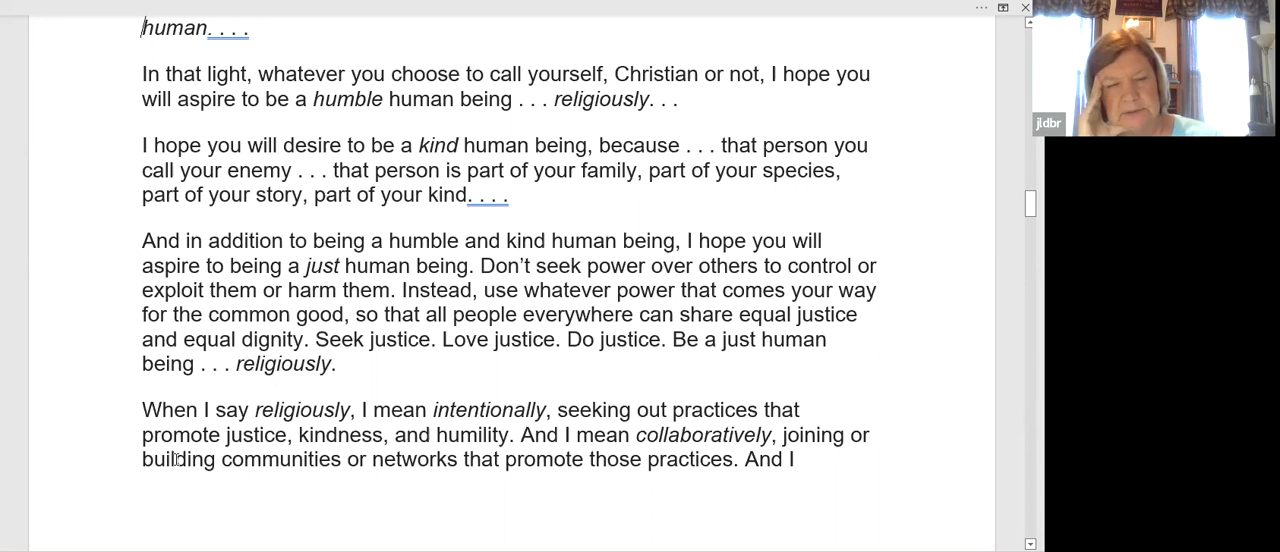 human. . . .
In that light, whatever you choose to call yourself, Christian or not, I hope you
will aspire to be a humble human being . . . religiously. . .
I hope you will desire to be a kind human being, because . . . that person you
call your enemy . . . that person is part of your family, part of your species,
part of your story, part of your kind. . . .
And in addition to being a humble and kind human being, I hope you will
aspire to being a just human being. Don’t seek power over others to control or
exploit them or harm them. Instead, use whatever power that comes your way
for the common good, so that all people everywhere can share equal justice
and equal dignity. Seek justice. Love justice. Do justice. Be a just human
being . . . religiously.
When I say religiously, I mean intentionally, seeking out practices that
promote justice, kindness, and humility. And I mean collaboratively, joining or
building communities or networks that promote those practices. And I
jldbr